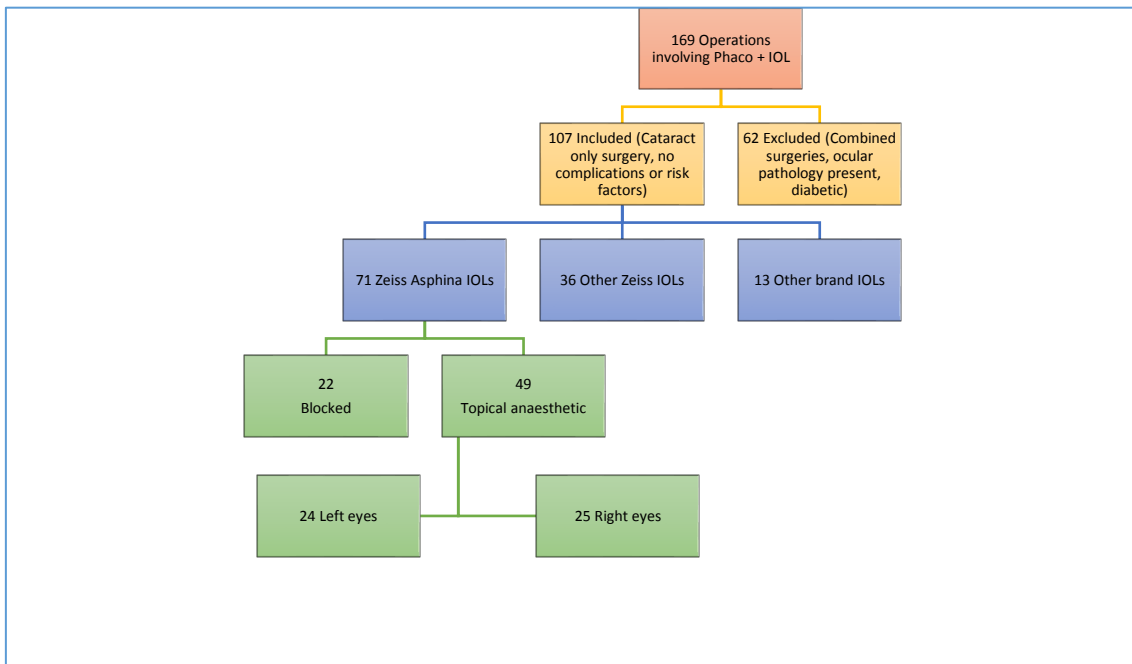 169 Operations
involving Phaco + IOL
107 Included (Cataract
only surgery, no
complications or risk
factors)
62 Excluded (Combined
surgeries, ocular
pathology present,
diabetic)
71 Zeiss Asphina IOLs
36 Other Zeiss IOLs
13 Other brand IOLs
22
Blocked
49
Topical anaesthetic
24 Left eyes
25 Right eyes